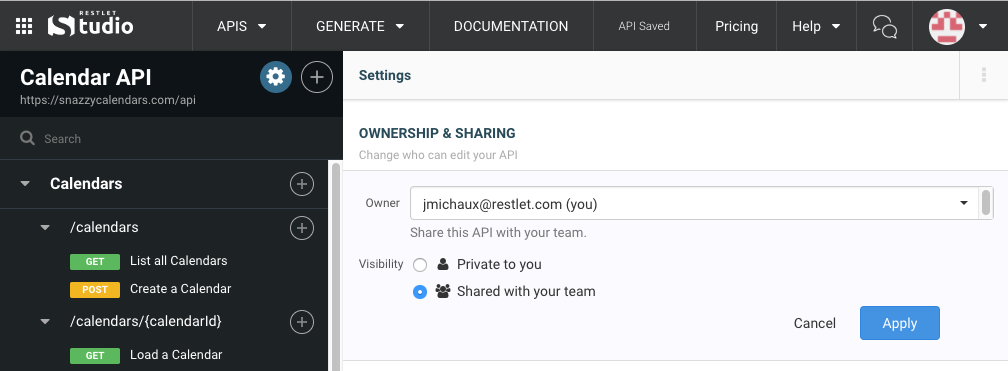 RESTLET
Studio
APIS
GENERATE
DOCUMENTATION
API Saved
Pricing
Help
Calendar API
https://snazzycalendars.com/api
Search
Calendars
/calendars
GET List all Calendars
POST Create a Calendar
/calendars/{calendarId}
GET Load a Calendar
Settings
OWNERSHIP & SHARING
Change who can edit your API
Owner jmichaux@restlet.com (you)
Share this API with your team.
Visibility Private to you
Shared with your team
Cancel Apply